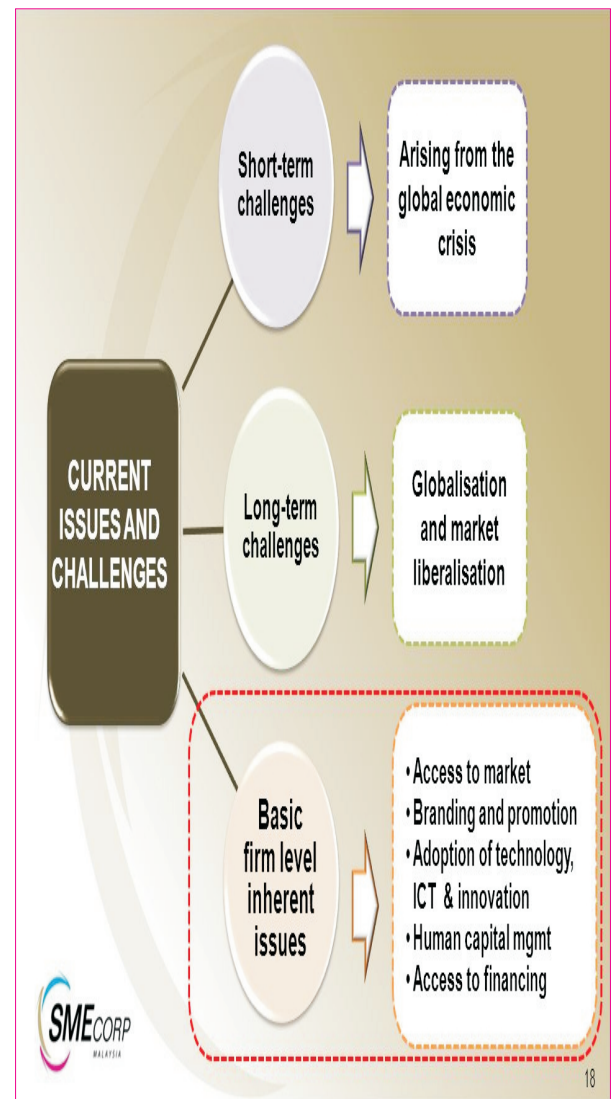 Short-term
challenges
Arising from the
global economic
crisis
CURRENT
ISSUES AND
CHALLENGES
Long-term
challenges
Globalisation
and market
liberalisation
Basic
firm level
inherent
issues
• Access to market
• Branding and promotion
• Adoption of technology,
ICT & innovation
• Human capital mgmt
• Access to financing
SMECORP
MALAYSIA
18